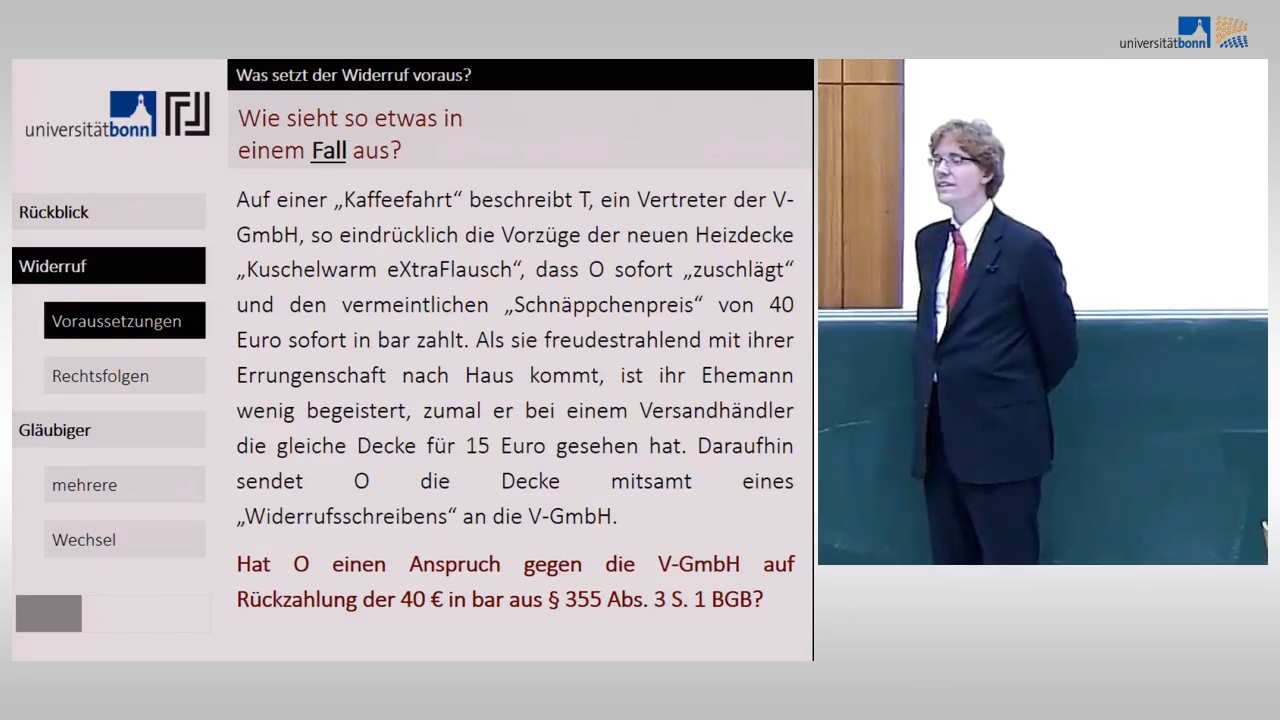 universitätbonn
Was setzt der Widerruf voraus?
universitätbonn
Wie sieht so etwas in
einem Fall aus?
Rückblick
Widerruf
Voraussetzungen
Rechtsfolgen
Gläubiger
mehrere
Wechsel
Auf einer „Kaffeefahrt“ beschreibt T, ein Vertreter der V-
GmbH, so eindrücklich die Vorzüge der neuen Heizdecke
„Kuschelwarm eXtraFlausch“, dass O sofort „zuschlägt“
und den vermeintlichen „Schnäppchenpreis“ von 40
Euro sofort in bar zahlt. Als sie freudestrahlend mit ihrer
Errungenschaft nach Haus kommt, ist ihr Ehemann
wenig begeistert, zumal er bei einem Versandhändler
die gleiche Decke für 15 Euro gesehen hat. Daraufhin
sendet O die Decke mitsamt eines
„Widerrufsschreibens“ an die V-GmbH.
Hat O einen Anspruch gegen die V-GmbH auf
Rückzahlung der 40 € in bar aus § 355 Abs. 3 S. 1 BGB?